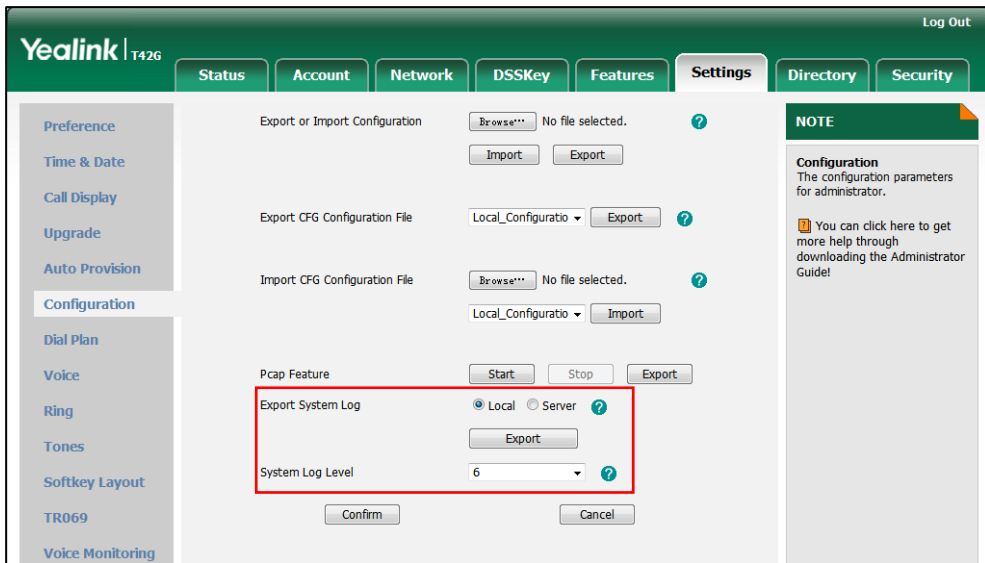 Log Out
Yealink | T42G
Status Account Network DSSKey Features Settings Directory Security
Preference
Time & Date
Call Display
Upgrade
Auto Provision
Configuration
Dial Plan
Voice
Ring
Tones
Softkey Layout
TR069
Voice Monitoring
Export or Import Configuration Browse... No file selected. ?
Import Export
Export CFG Configuration File Local_Configuratio Export ?
Import CFG Configuration File Browse... No file selected. ?
Local_Configuratio Import
Pcap Feature Start Stop Export
Export System Log Local Server ?
Export
System Log Level 6 ?
Confirm Cancel
NOTE
Configuration
The configuration parameters
for administrator.
? You can click here to get
more help through
downloading the Administrator
Guide!